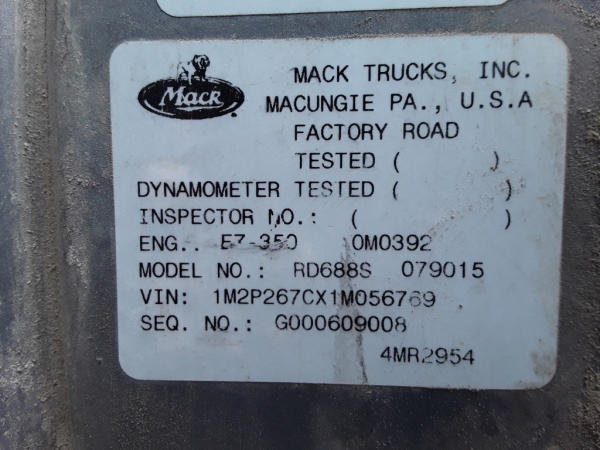 Mack
MACK TRUCKS, INC.
MACUNGIE PA., U.S.A
FACTORY ROAD
TESTED ( )
DYNAMOMETER TESTED ( )
INSPECTOR NO.: ( )
ENG.. E7-350 0M0392
MODEL NO.: RD688S 079015
VIN: 1M2P267CX1M056769
SEQ. NO.: G000609008
4MR2954